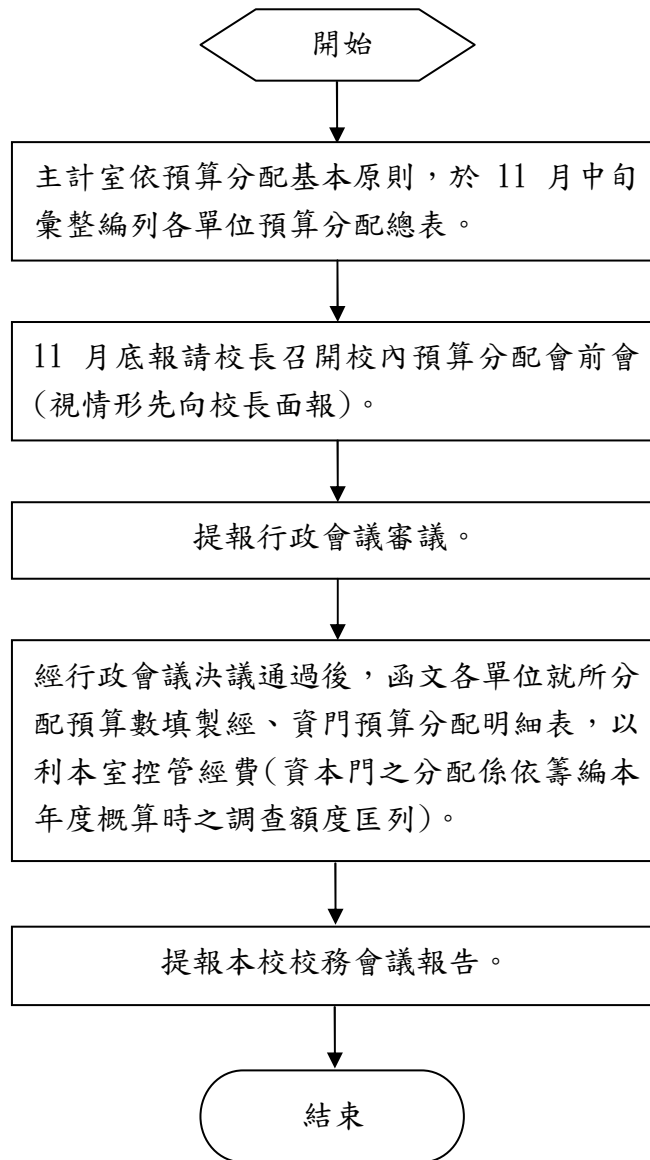 開始
主計室依預算分配基本原則，於 11 月中旬
彙整編列各單位預算分配總表。
11 月底報請校長召開校內預算分配會前會
(視情形先向校長面報)。
提報行政會議審議。
經行政會議決議通過後，函文各單位就所分
配預算數填製經、資門預算分配明細表，以
利本室控管經費(資本門之分配係依籌編本
年度概算時之調查額度匡列)。
提報本校校務會議報告。
結束